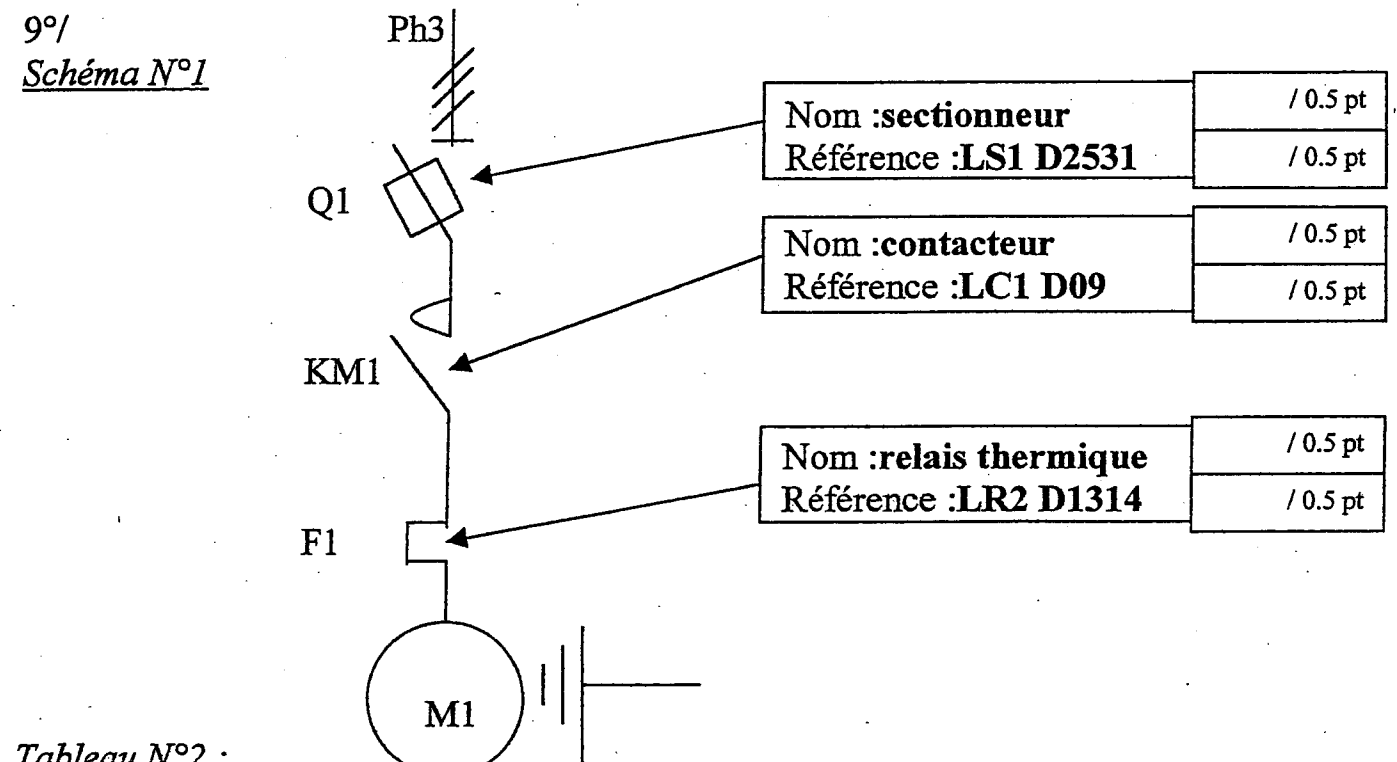 9°/
Schéma N°1
Ph3
Q1
Nom :sectionneur
Référence :LS1 D2531
/ 0.5 pt
/ 0.5 pt
Nom :contacteur
Référence :LC1 D09
/ 0.5 pt
/ 0.5 pt
KM1
Nom :relais thermique
Référence :LR2 D1314
/ 0.5 pt
/ 0.5 pt
F1
M1
Tableau N°2 :